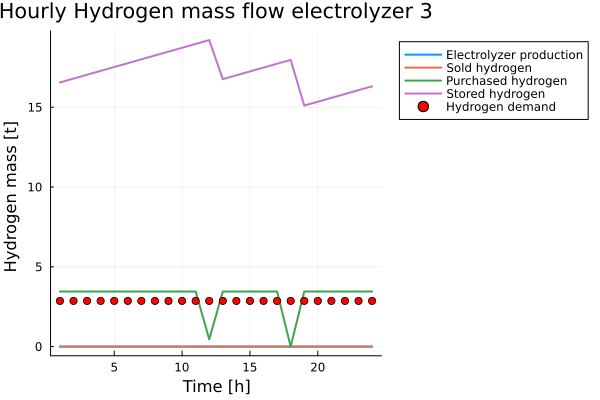 Hourly Hydrogen mass flow electrolyzer 3
Electrolyzer production
Sold hydrogen
Purchased hydrogen
Stored hydrogen
Hydrogen demand
Hydrogen mass [t]
15
10
5
0
5 10 15 20
Time [h]